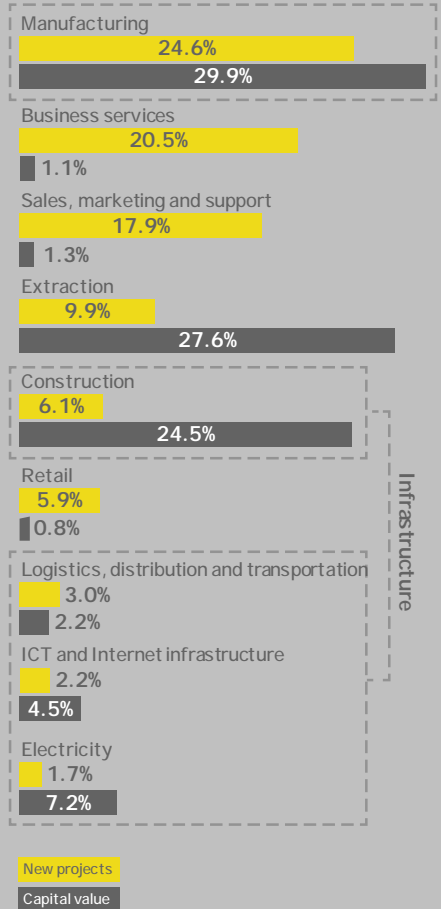 Manufacturing
24.6%
29.9%
Business services
20.5%
1.1%
Sales, marketing and support
17.9%
1.3%
Extraction
9.9%
27.6%
Construction
6.1%
24.5%
Retail
5.9%
0.8%
Infrastructure
Logistics, distribution and transportation
3.0%
2.2%
ICT and Internet infrastructure
2.2%
4.5%
Electricity
1.7%
7.2%
New projects
Capital value